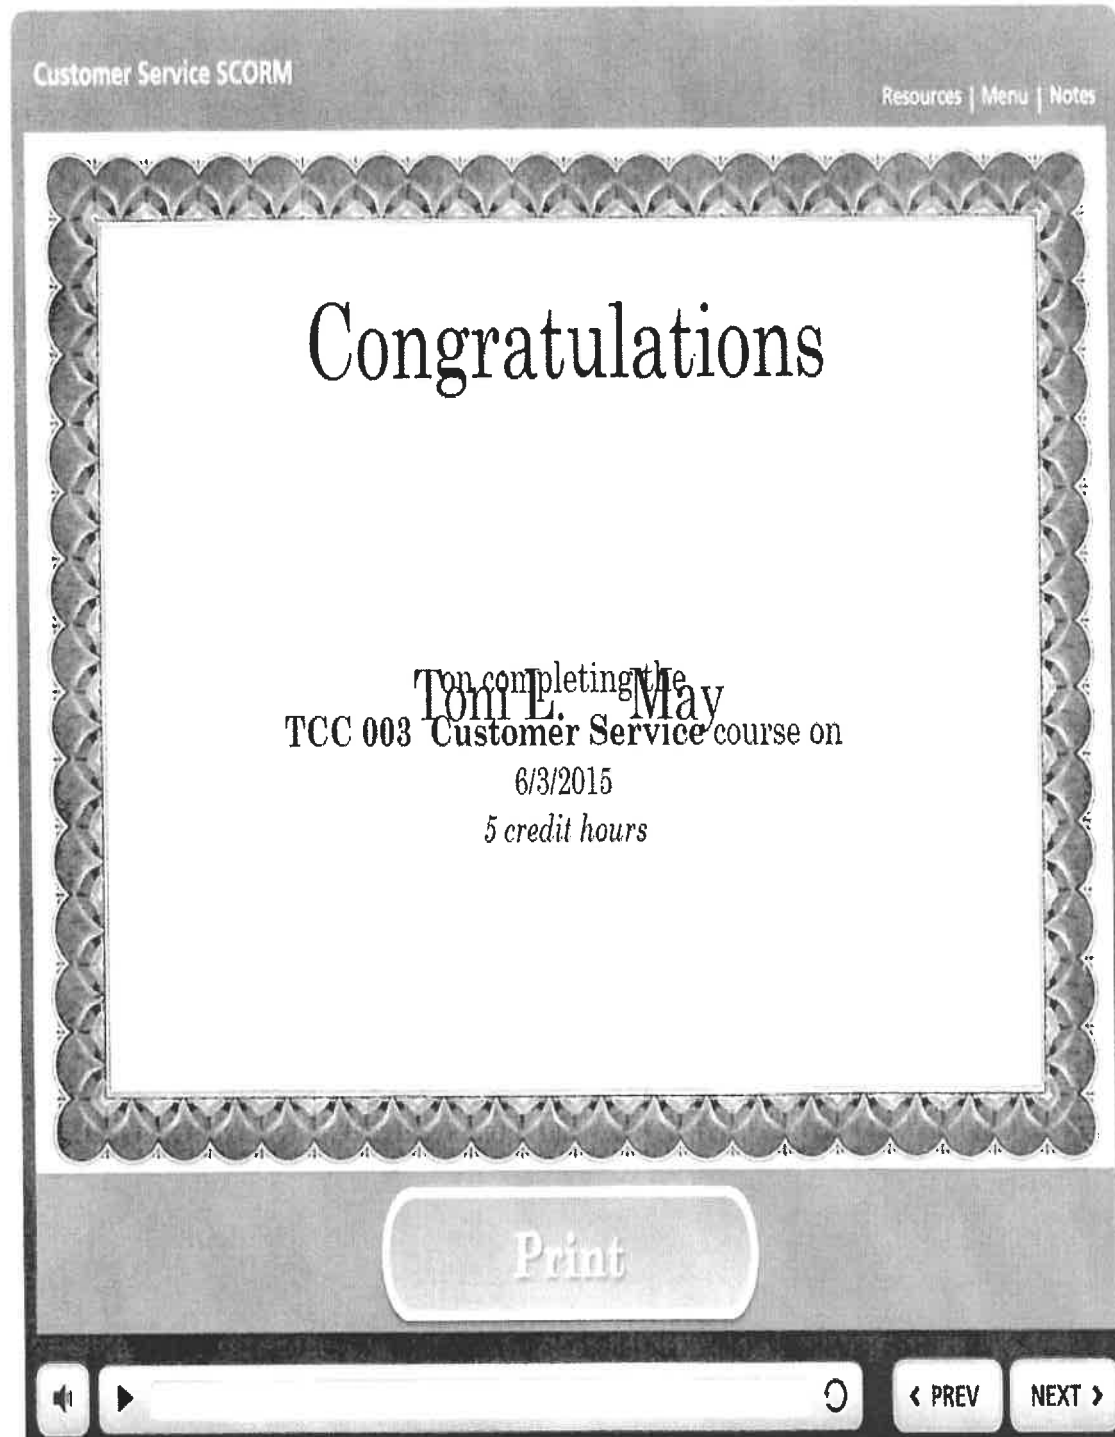 Customer Service SCORM
Resources | Menu | Notes
Congratulations
L. May
on completing the
TCC 003 Customer Service course on
6/3/2015
5 credit hours
Print
< PREV
NEXT >